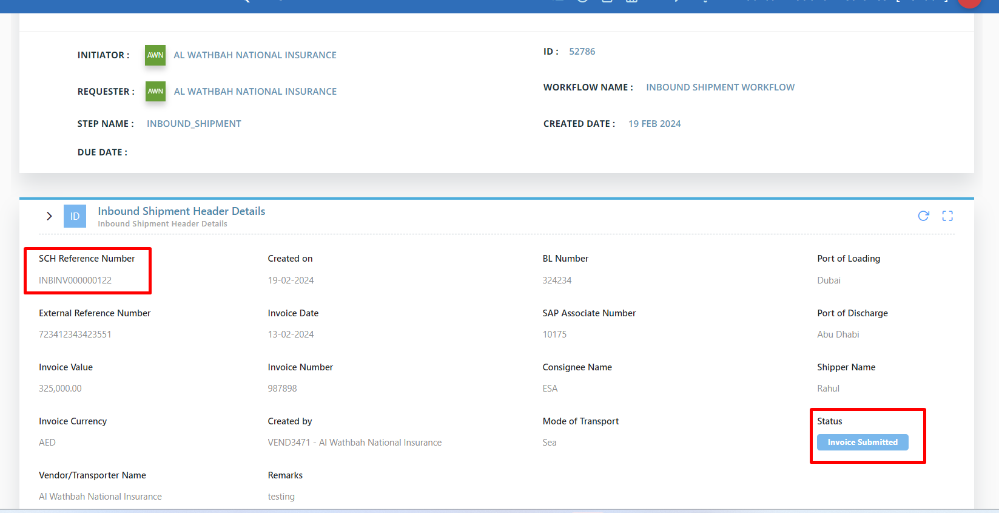 INITIATOR : AWN AL WATHBAH NATIONAL INSURANCE
ID : 52786
REQUESTER : AWN AL WATHBAH NATIONAL INSURANCE
WORKFLOW NAME : INBOUND SHIPMENT WORKFLOW
STEP NAME : INBOUND_SHIPMENT
CREATED DATE : 19 FEB 2024
DUE DATE :
ID Inbound Shipment Header Details
Inbound Shipment Header Details
SCH Reference Number Created on BL Number Port of Loading
INBINV000000122 19-02-2024 324234 Dubai
External Reference Number Invoice Date SAP Associate Number Port of Discharge
723412343423551 13-02-2024 10175 Abu Dhabi
Invoice Value Invoice Number Consignee Name Shipper Name
325,000.00 987898 ESA Rahul
Invoice Currency Created by Mode of Transport Status
AED VEND3471 - Al Wathbah National Insurance Sea Invoice Submitted
Vendor/Transporter Name Remarks
Al Wathbah National Insurance testing